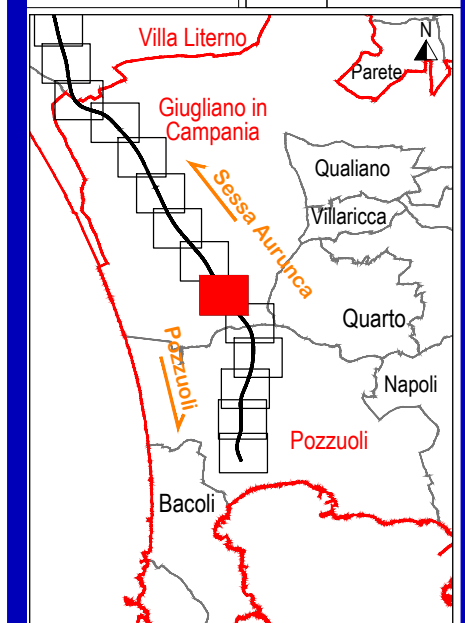 Villa Literno
N
Parete
Giugliano in
Campania
Qualiano
Sessa Aurunca
Villaricca
Quarto
Pozzuoli
Napoli
Pozzuoli
Bacoli